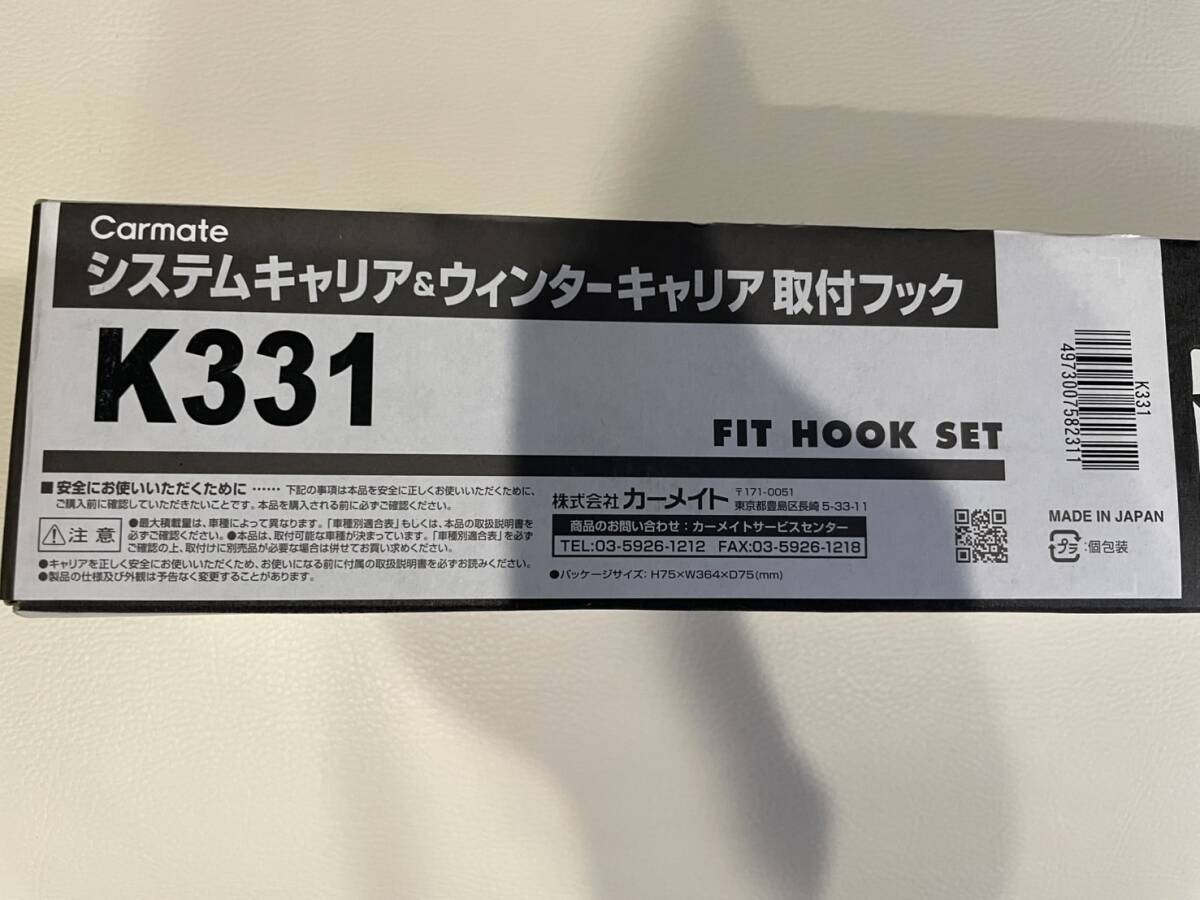 Carmate
システムキャリア&ウィンターキャリア 取付フック
K331
FIT HOOK SET
■安全にお使いいただくために …… 下記の事項は本品を安全に正しくお使いいただくために、
ご購入前に確認していただきたいことです。本品を購入される前に必ずご確認ください。
注意
●最大積載量は、車種によって異なります。「車種別適合表」もしくは、本品の取扱説明書を
必ずご確認ください。●本品は、取付可能な車種が決まっています。「車種別適合表」を必ず
ご確認の上、取付けに別売品が必要な場合は併せてお買い求めください。
●キャリアを正しく安全にお使いいただくため、お使いになる前に付属の取扱説明書を必ずお読みください。
●製品の仕様及び外観は予告なく変更することがあります。
株式会社 カーメイト 〒171-0051
東京都豊島区長崎 5-33-11
商品のお問い合わせ：カーメイトサービスセンター
TEL:03-5926-1212 FAX:03-5926-1218
●パッケージサイズ: H75×W364×D75(mm)
K331
4973007582311
MADE IN JAPAN
プラ :個包装